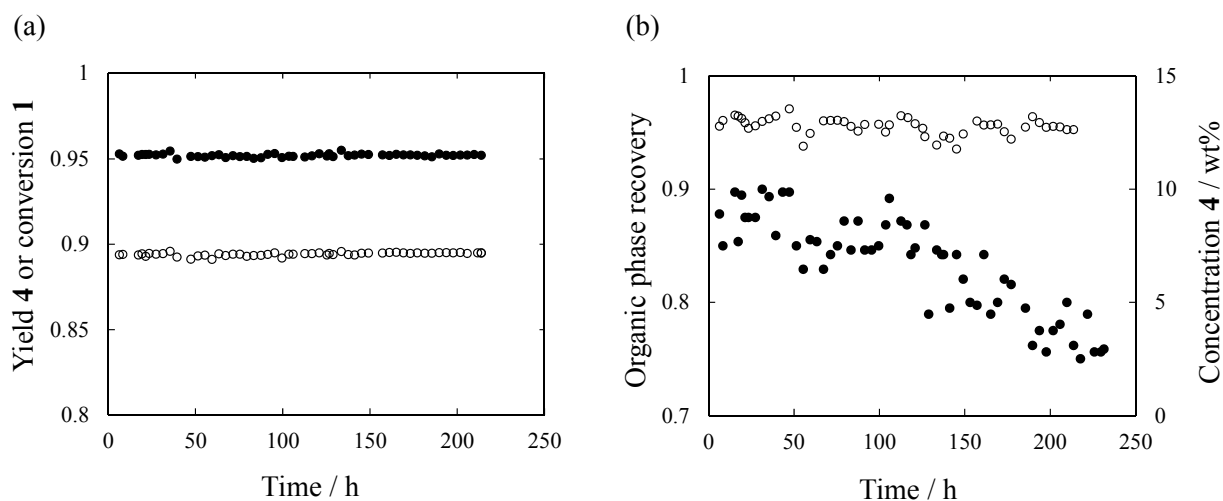 (a)
1
0.95
0.9
0.85
0.8
0 50 100 150 200 250
Time / h
Yield 4 or conversion 1
(b)
1
0.9
0.8
0.7
0 50 100 150 200 250
Time / h
Organic phase recovery
15
10
5
0
Concentration 4 / wt%